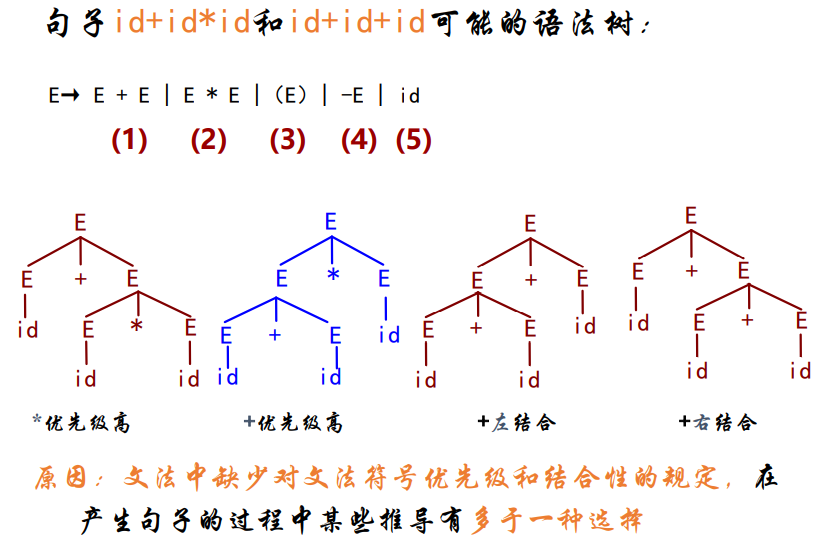 句子id+id*id和id+id+id可能的语法树：
E→ E + E | E * E |（E）| -E | id
(1) (2) (3) (4) (5)
E E E E
E + E E * E E + E E + E
id E * E E + E id E + E id id E + E
id id id id id id id id
*优先级高 +优先级高 +左结合 +右结合
原因：文法中缺少对文法符号优先级和结合性的规定，在
产生句子的过程中某些推导有多于一种选择